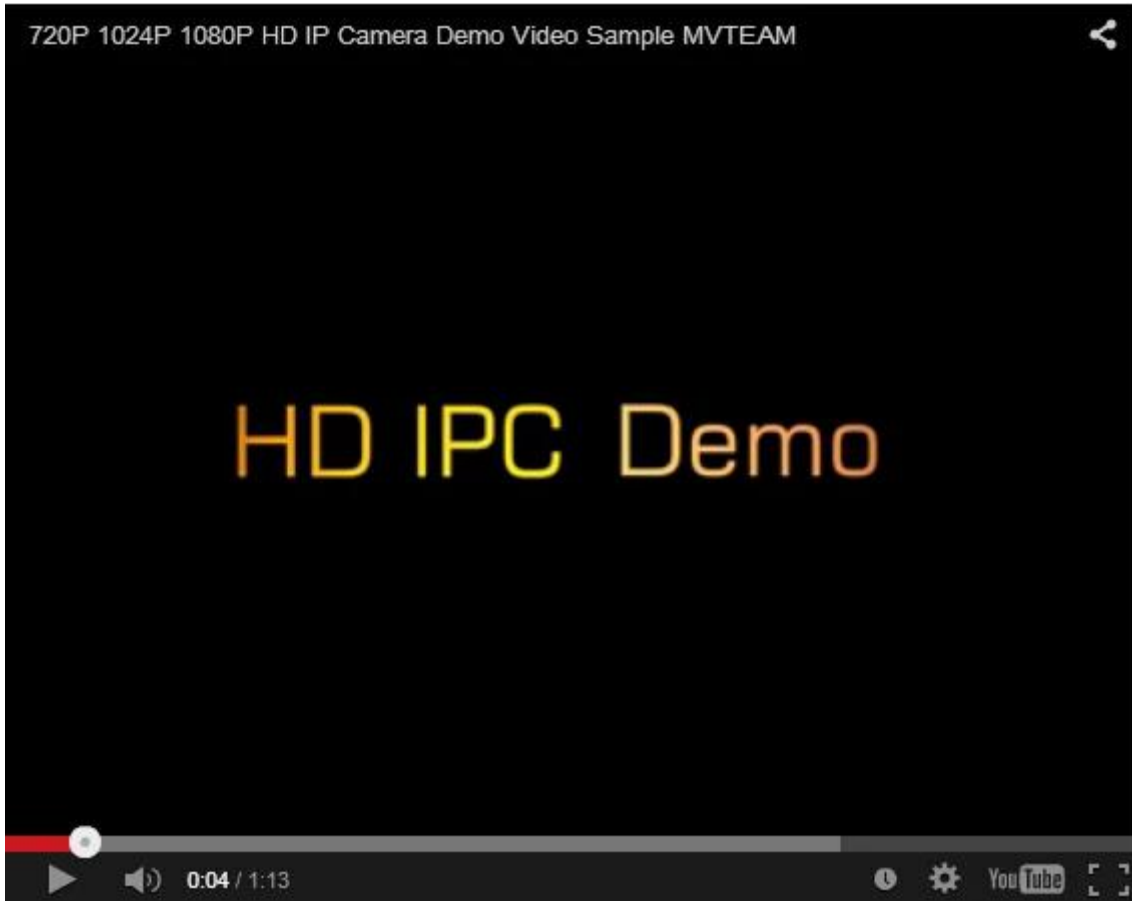 720P 1024P 1080P HD IP Camera Demo Video Sample MVTEAM
HD IPC Demo
0:04 / 1:13
YouTube